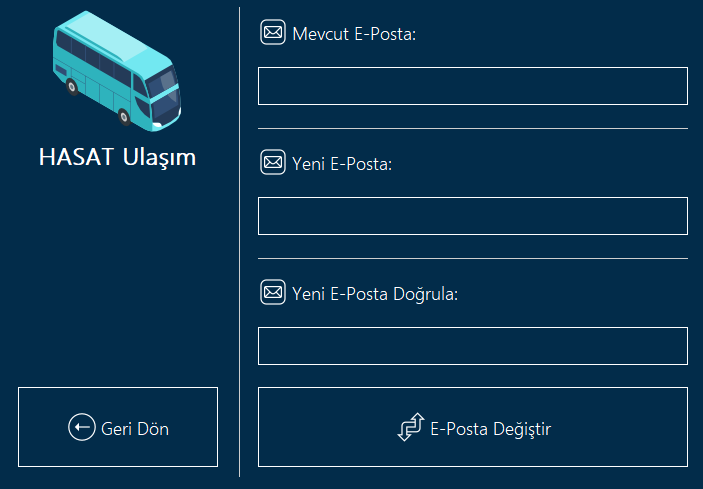 HASAT Ulaşım
Geri Dön
Mevcut E-Posta:
Yeni E-Posta:
Yeni E-Posta Doğrula:
E-Posta Değiştir